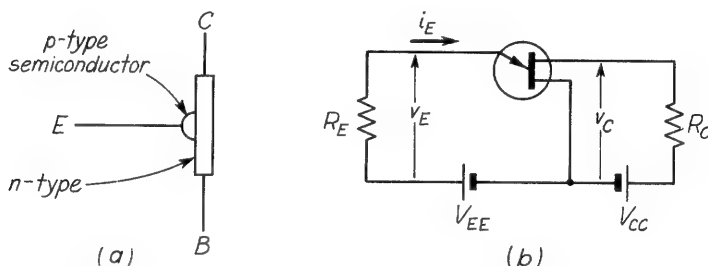 C
p-type
semiconductor
E
n-type
B
(a)
i_E
R_E
v_E
v_C
R_C
V_EE
V_CC
(b)